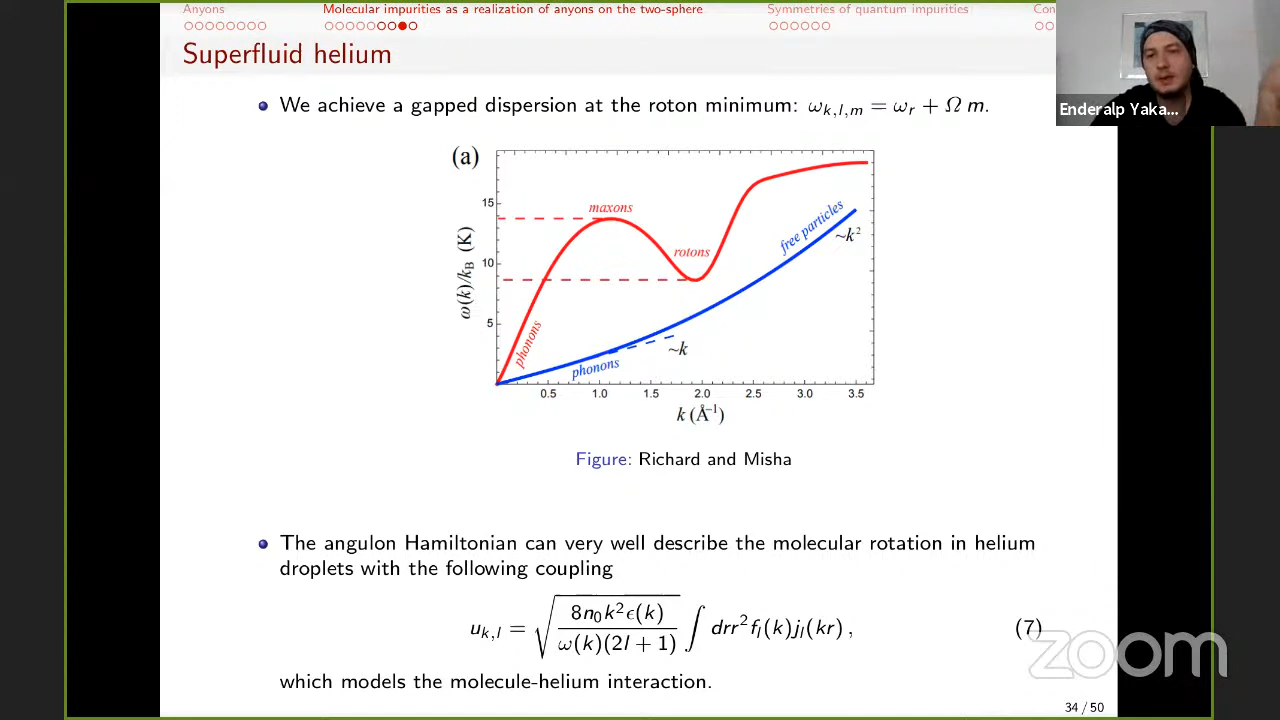 Anyons
Molecular impurities as a realization of anyons on the two-sphere
Symmetries of quantum impurities
Con
Superfluid helium
We achieve a gapped dispersion at the roton minimum: ω_{k,l,m} = ω_r + Ω m.
Enderalp Yaka...
(a)
maxons
rotons
phonons
free particles
~k²
~k
phonons
ω(k)/k_B (K)
15
10
5
0.5 1.0 1.5 2.0 2.5 3.0 3.5
k (Å⁻¹)
Figure: Richard and Misha
The angulon Hamiltonian can very well describe the molecular rotation in helium
droplets with the following coupling
u_{k,l} = √(8n₀k²ϵ(k) / ω(k)(2l + 1)) ∫ drr² f_l(k)j_l(kr) , (7)
which models the molecule-helium interaction.
zoom
34 / 50